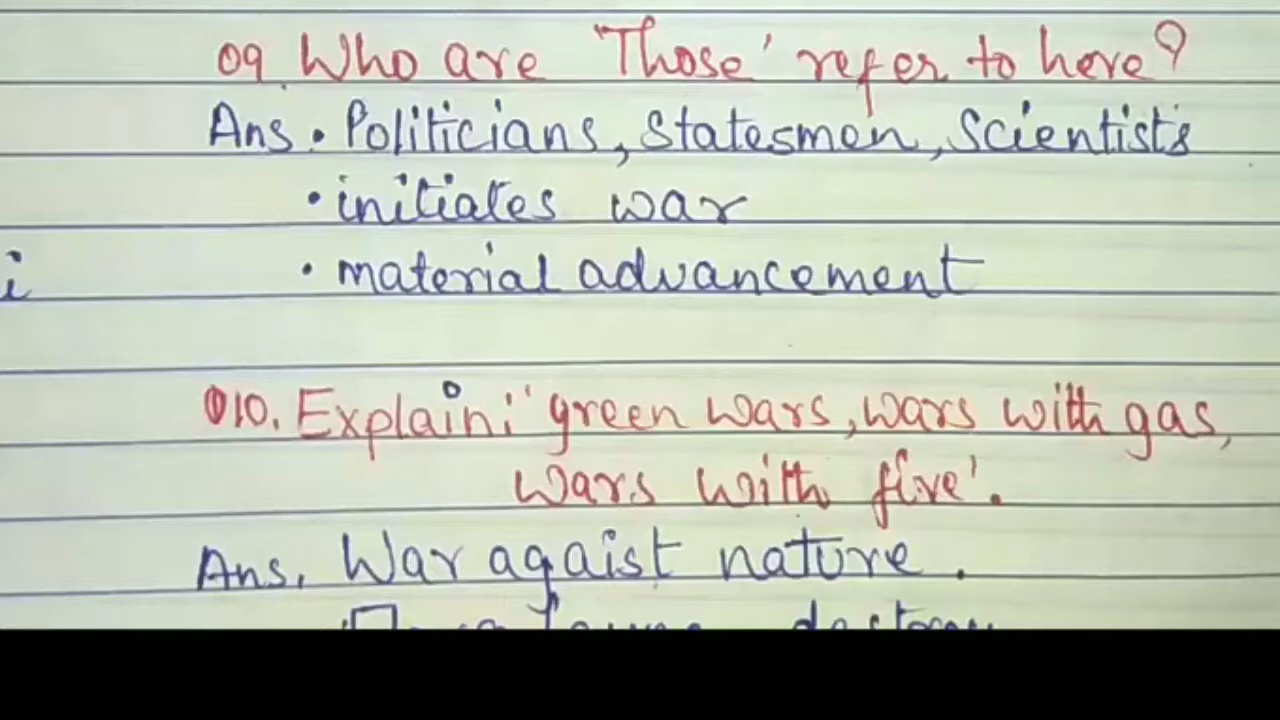 Q9 Who are 'Those' refer to here?
Ans • Politicians, Statesmen, Scientists
• initiates war
i
• material advancement
Q10. Explain: 'green wars, wars with gas,
wars with fire'.
Ans. War agaist nature.